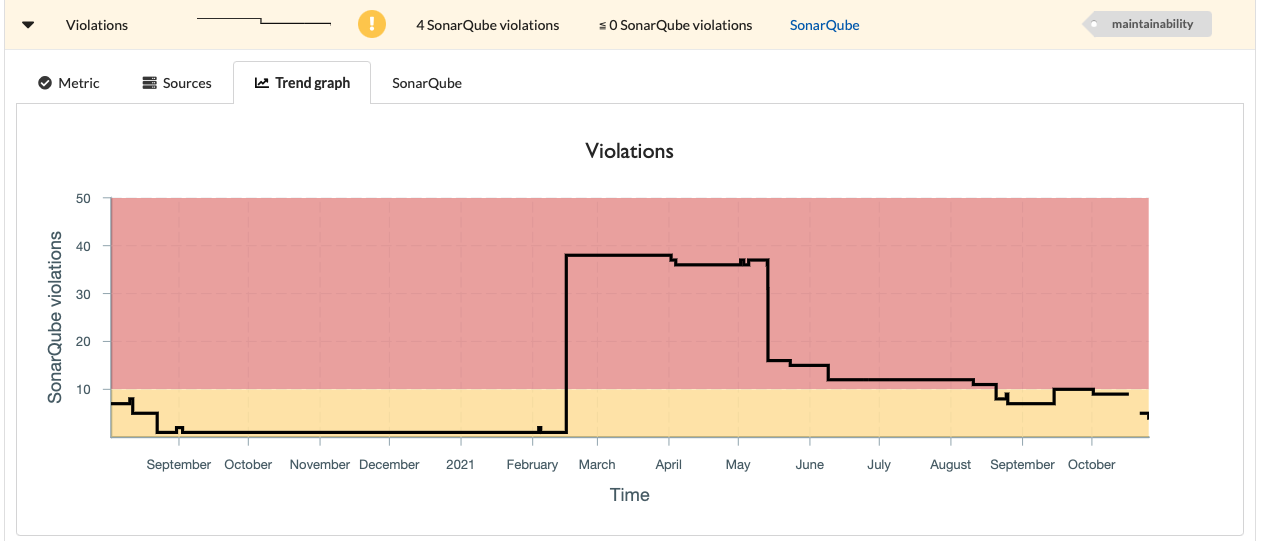 Violations ! 4 SonarQube violations ≦ 0 SonarQube violations SonarQube maintainability
Metric Sources Trend graph SonarQube
Violations
50
40
30
20
10
SonarQube violations
September October November December 2021 February March April May June July August September October
Time